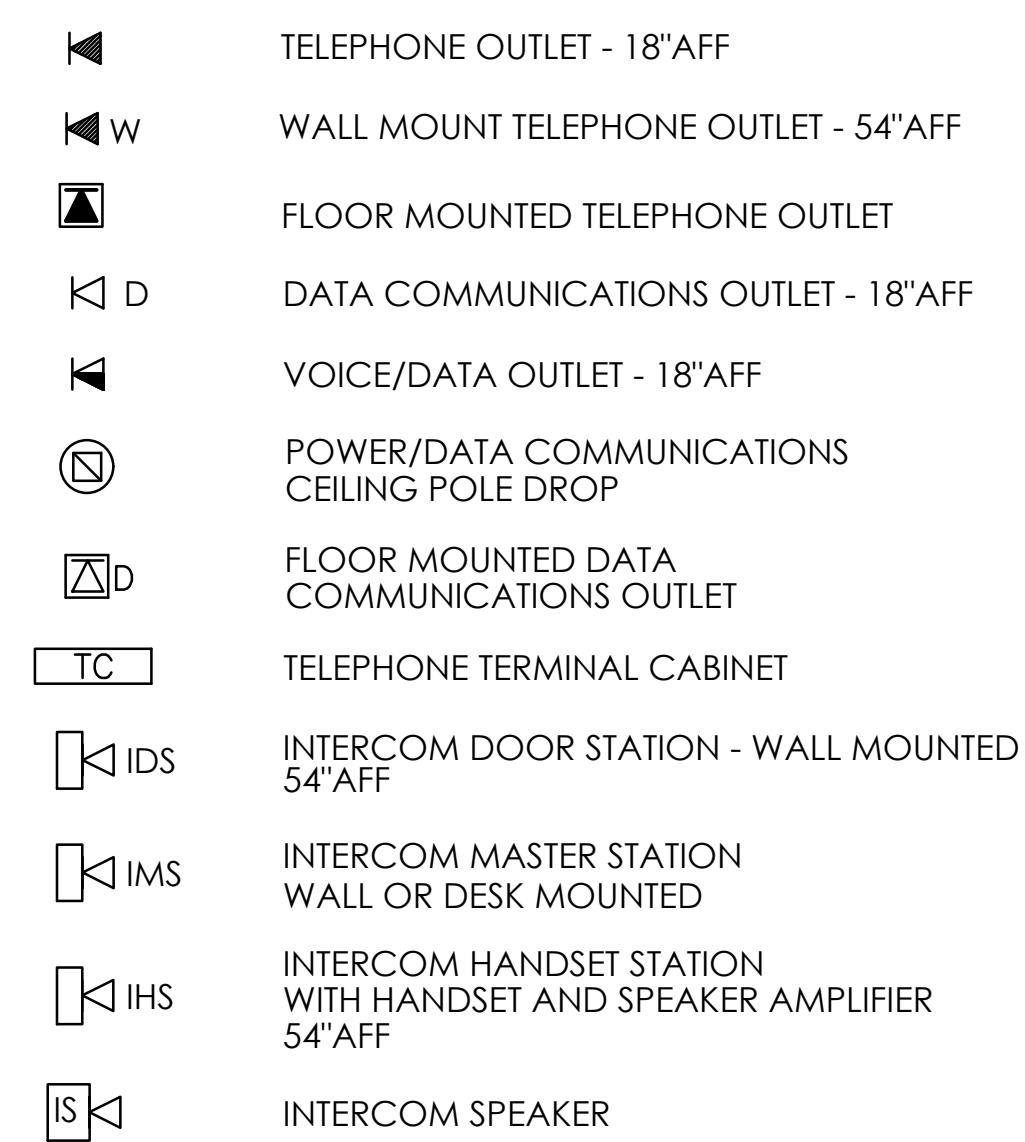 TELEPHONE OUTLET - 18"AFF
W WALL MOUNT TELEPHONE OUTLET - 54"AFF
FLOOR MOUNTED TELEPHONE OUTLET
D DATA COMMUNICATIONS OUTLET - 18"AFF
VOICE/DATA OUTLET - 18"AFF
POWER/DATA COMMUNICATIONS
CEILING POLE DROP
D FLOOR MOUNTED DATA
COMMUNICATIONS OUTLET
TC TELEPHONE TERMINAL CABINET
IDS INTERCOM DOOR STATION - WALL MOUNTED
54"AFF
IMS INTERCOM MASTER STATION
WALL OR DESK MOUNTED
IHS INTERCOM HANDSET STATION
WITH HANDSET AND SPEAKER AMPLIFIER
54"AFF
IS INTERCOM SPEAKER